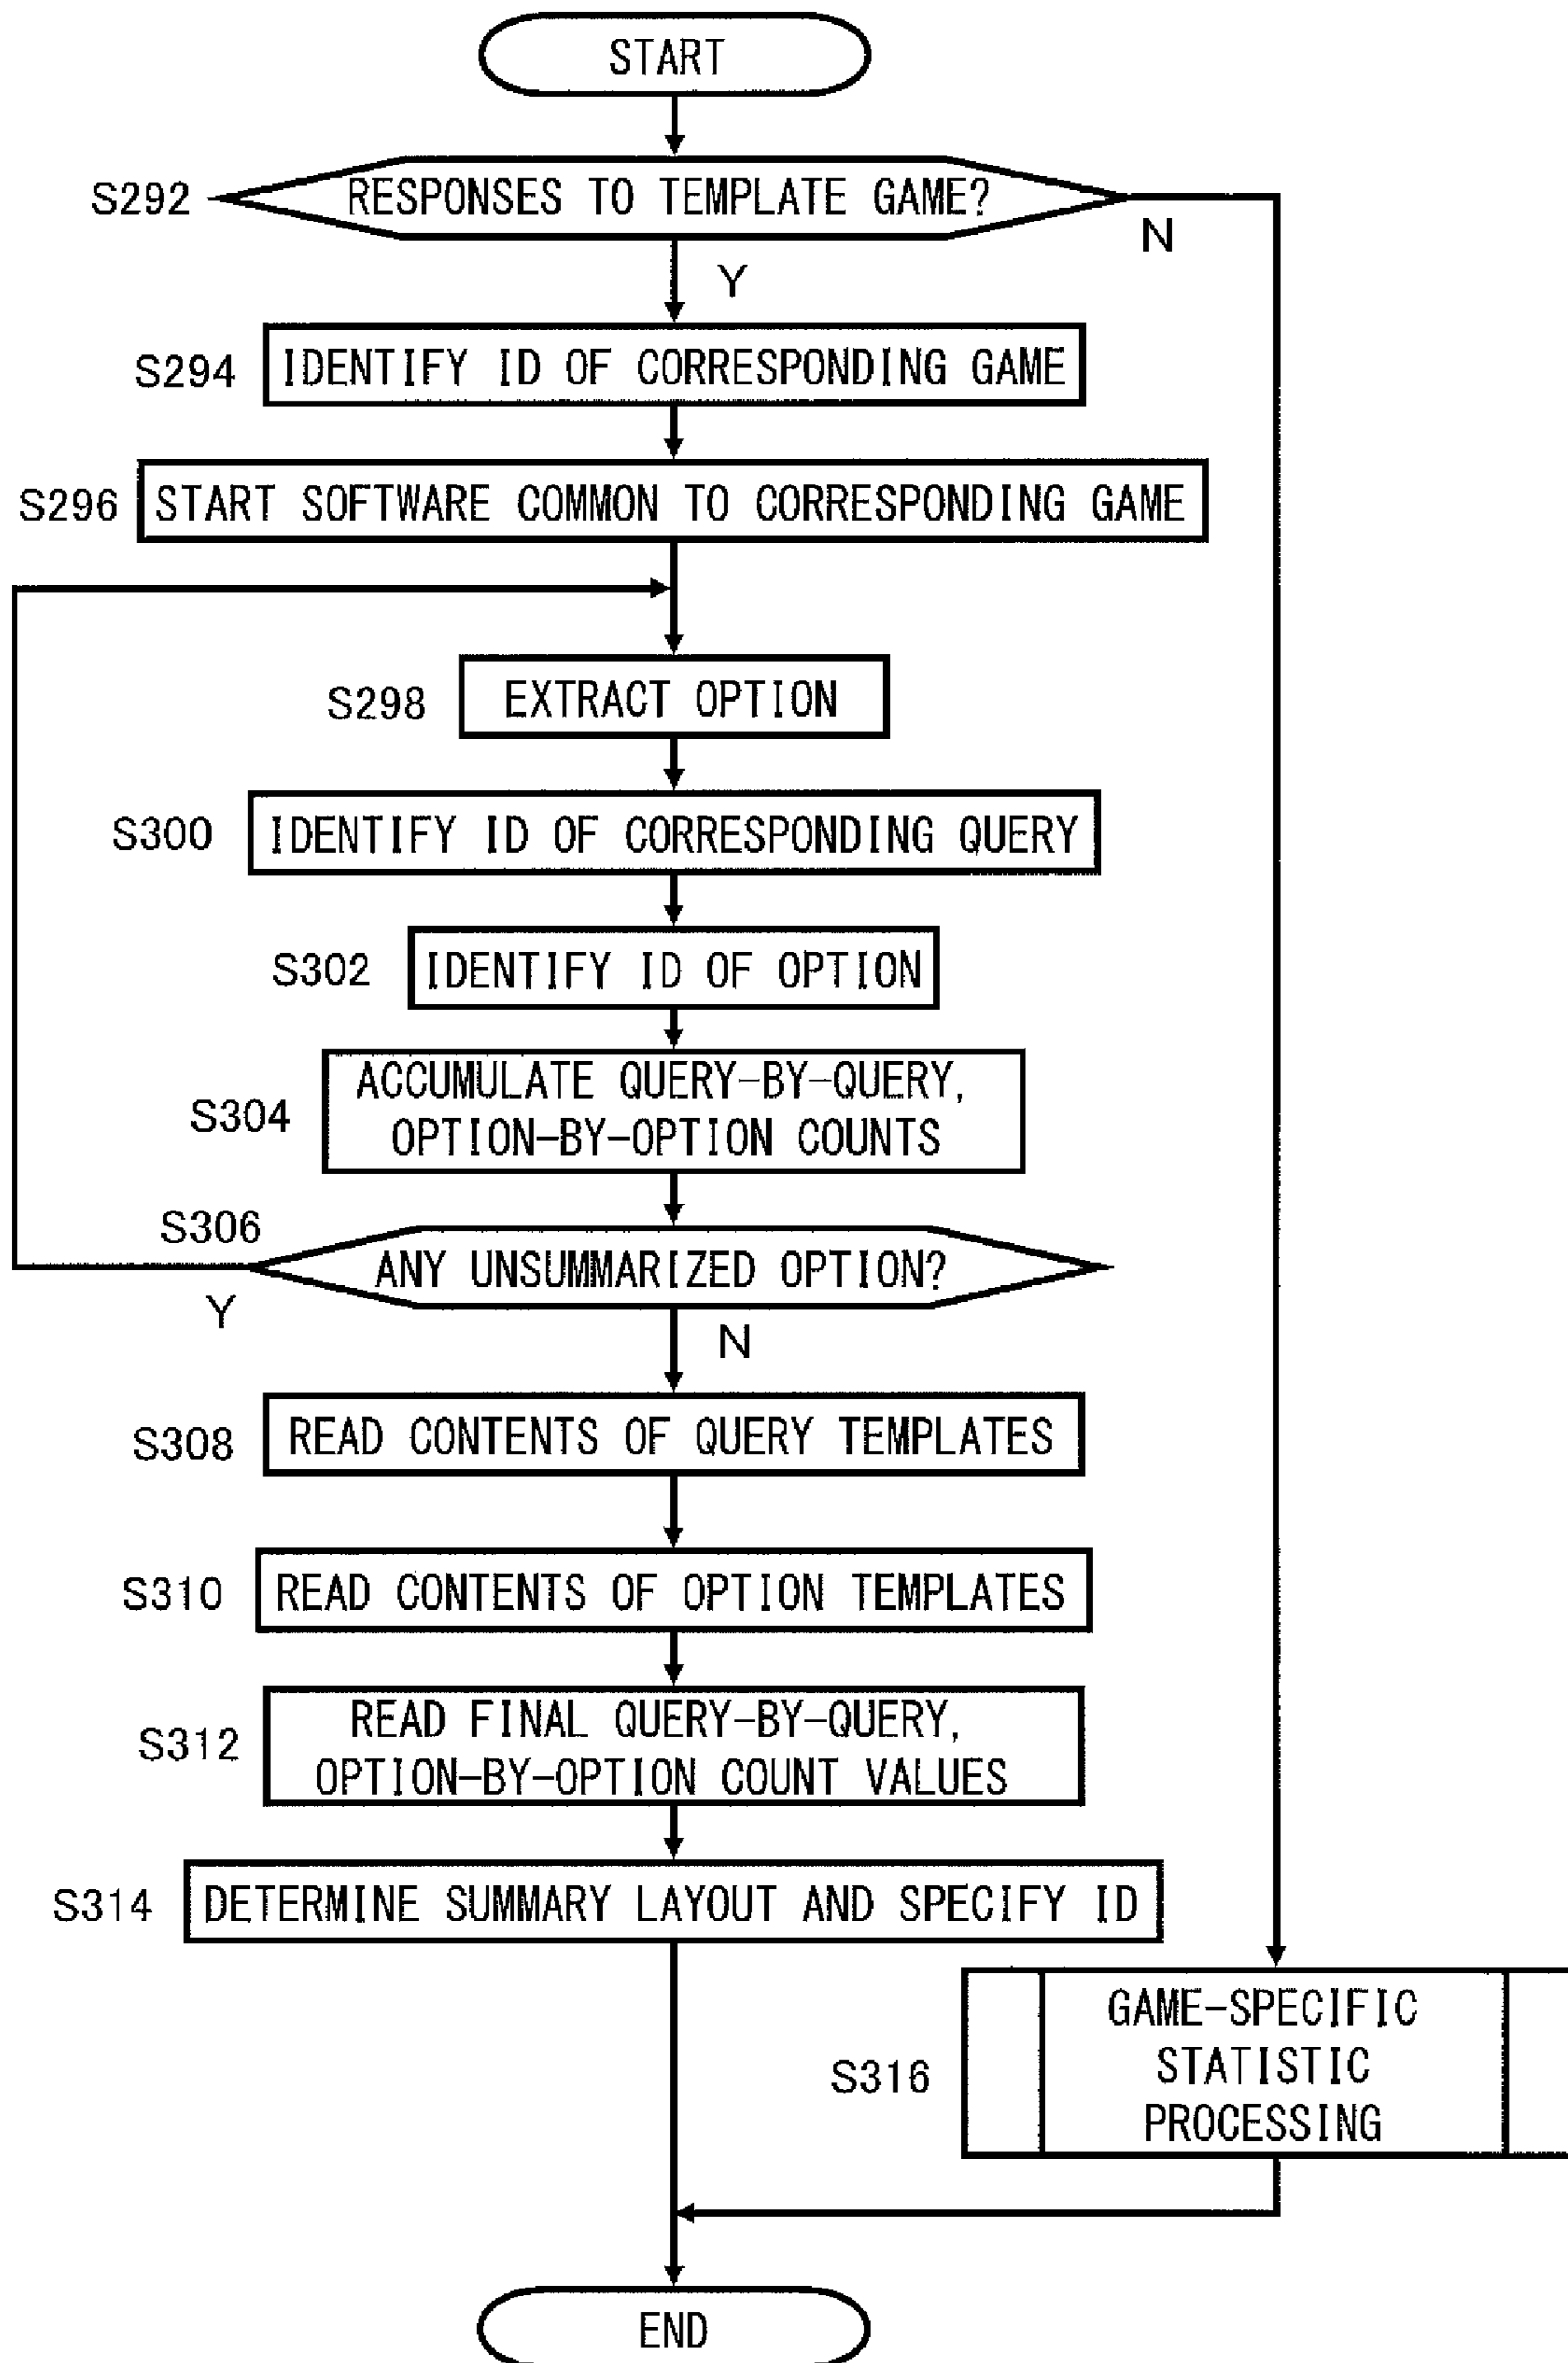 START
S292
RESPONSES TO TEMPLATE GAME?
N
Y
S294
IDENTIFY ID OF CORRESPONDING GAME
S296
START SOFTWARE COMMON TO CORRESPONDING GAME
S298
EXTRACT OPTION
S300
IDENTIFY ID OF CORRESPONDING QUERY
S302
IDENTIFY ID OF OPTION
S304
ACCUMULATE QUERY-BY-QUERY,
OPTION-BY-OPTION COUNTS
S306
ANY UNSUMMARIZED OPTION?
Y
N
S308
READ CONTENTS OF QUERY TEMPLATES
S310
READ CONTENTS OF OPTION TEMPLATES
S312
READ FINAL QUERY-BY-QUERY,
OPTION-BY-OPTION COUNT VALUES
S314
DETERMINE SUMMARY LAYOUT AND SPECIFY ID
S316
GAME-SPECIFIC
STATISTIC
PROCESSING
END